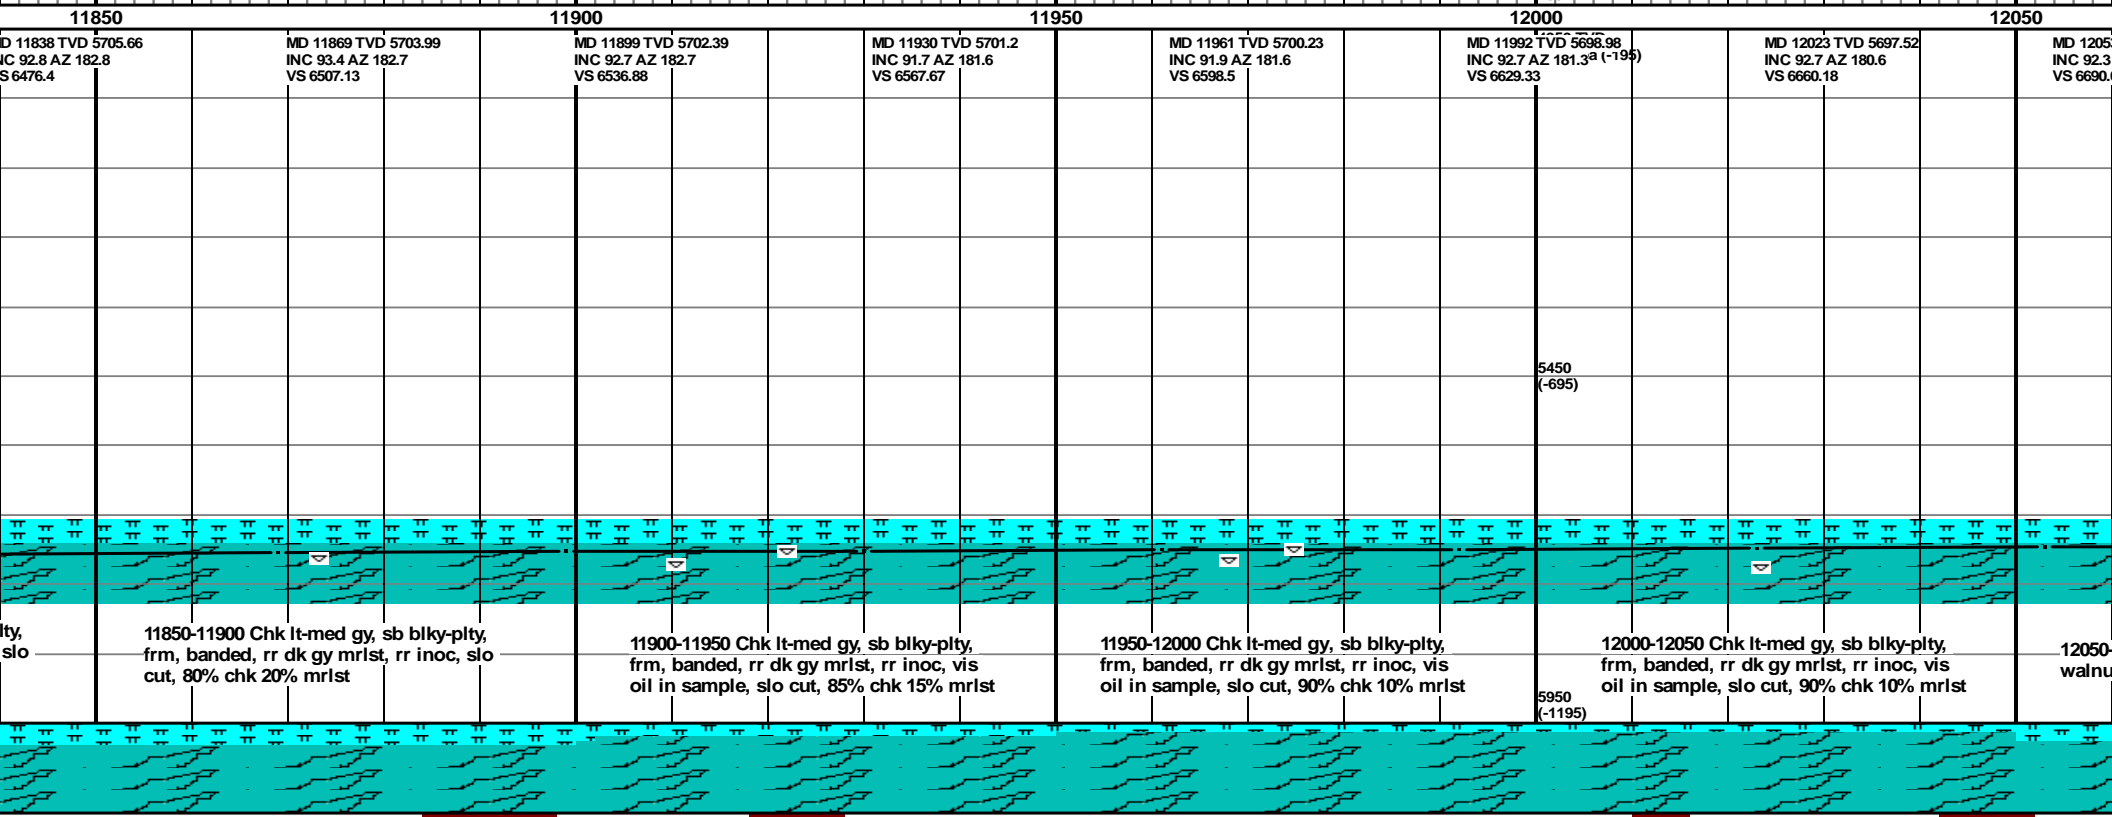 11850
11900
11950
12000
12050
D 11838 TVD 5705.66
NC 92.8 AZ 182.8
S 6476.4
MD 11869 TVD 5703.99
INC 93.4 AZ 182.7
VS 6507.13
MD 11899 TVD 5702.39
INC 92.7 AZ 182.7
VS 6536.88
MD 11930 TVD 5701.2
INC 91.7 AZ 181.6
VS 6567.67
MD 11961 TVD 5700.23
INC 91.9 AZ 181.6
VS 6598.5
MD 11992 TVD 5698.98
INC 92.7 AZ 181.3
VS 6629.33
a (-195)
MD 12023 TVD 5697.52
INC 92.7 AZ 180.6
VS 6660.18
MD 1205
INC 92.3
VS 6690.
5450
(-695)
lty,
slo
11850-11900 Chk lt-med gy, sb blky-plty,
frm, banded, rr dk gy mrlst, rr inoc, slo
cut, 80% chk 20% mrlst
11900-11950 Chk lt-med gy, sb blky-plty,
frm, banded, rr dk gy mrlst, rr inoc, vis
oil in sample, slo cut, 85% chk 15% mrlst
11950-12000 Chk lt-med gy, sb blky-plty,
frm, banded, rr dk gy mrlst, rr inoc, vis
oil in sample, slo cut, 90% chk 10% mrlst
12000-12050 Chk lt-med gy, sb blky-plty,
frm, banded, rr dk gy mrlst, rr inoc, vis
oil in sample, slo cut, 90% chk 10% mrlst
12050-
walnu
5950
(-1195)